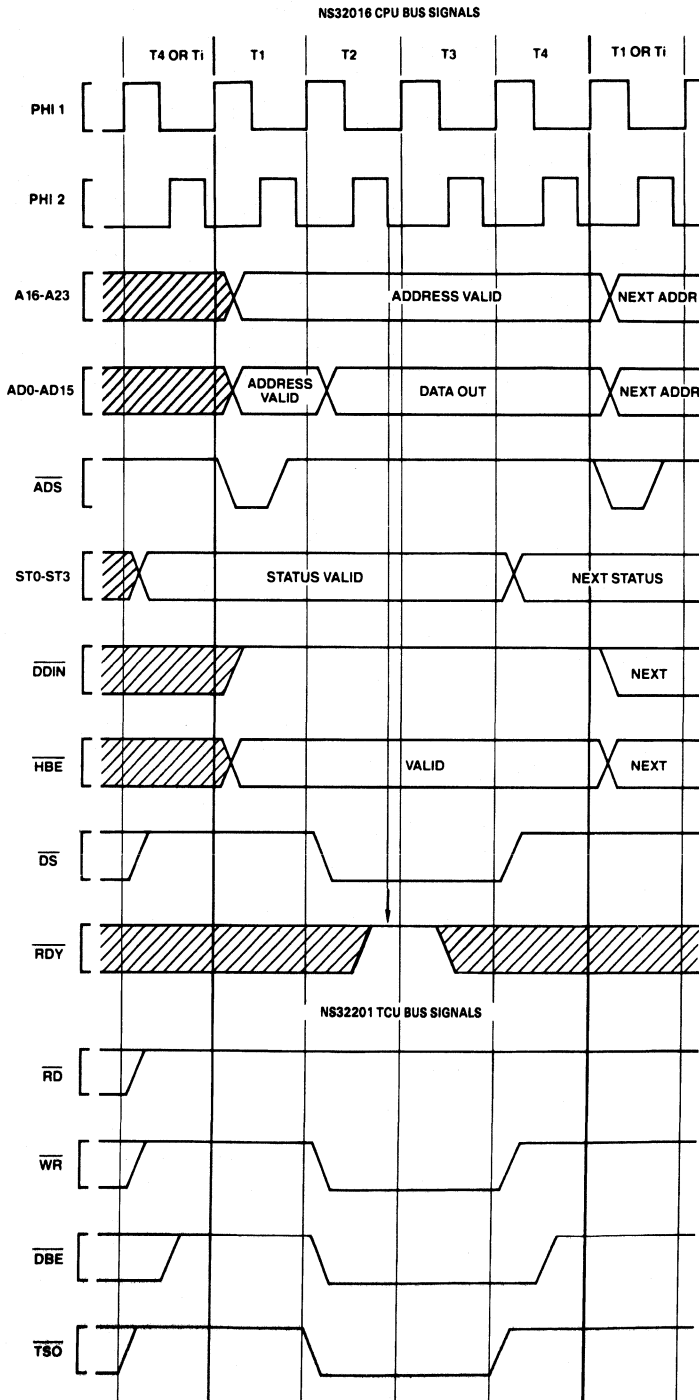 NS32016 CPU BUS SIGNALS
T4 OR Ti T1 T2 T3 T4 T1 OR Ti
PHI 1
PHI 2
A16-A23 ADDRESS VALID NEXT ADDR
AD0-AD15 ADDRESS VALID DATA OUT NEXT ADDR
ADS
ST0-ST3 STATUS VALID NEXT STATUS
DDIN NEXT
HBE VALID NEXT
DS
RDY
NS32201 TCU BUS SIGNALS
RD
WR
DBE
TSO